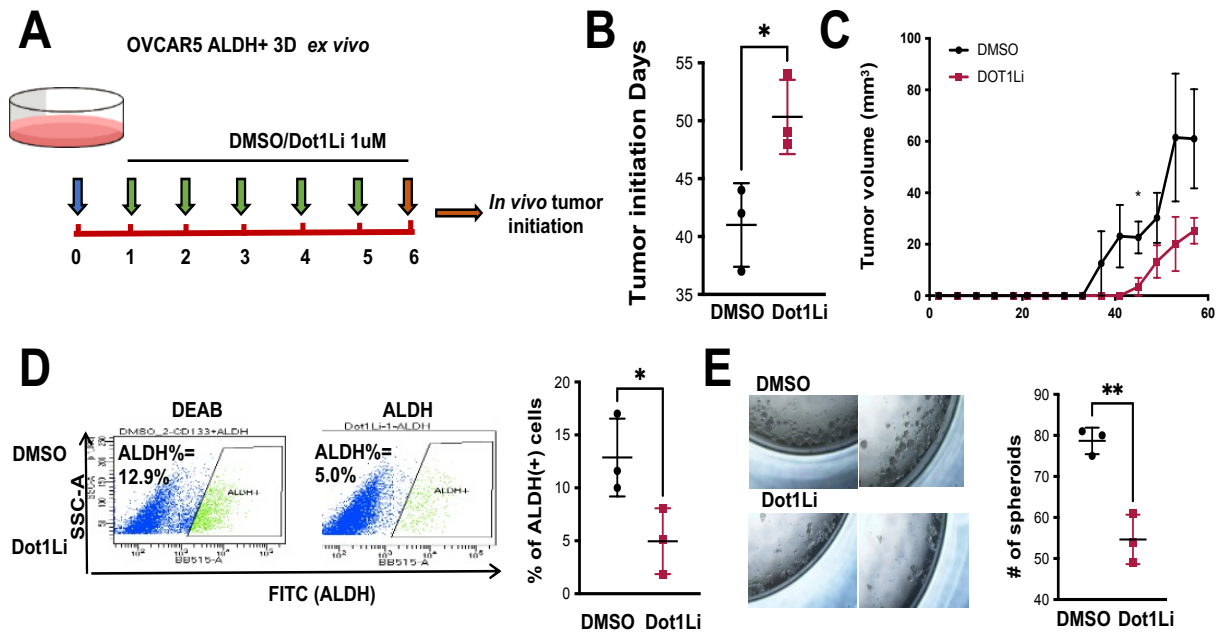 A
OVCAR5 ALDH+ 3D ex vivo
DMSO/Dot1Li 1uM
0 1 2 3 4 5 6
In vivo tumor
initiation
B
*
Tumor initiation Days
55
50
45
40
35
DMSO Dot1Li
C
DMSO
DOT1Li
Tumor volume (mm³)
100
80
60
40
20
0
*
0 20 40 60
D
DEAB
ALDH
DMSO
Dot1Li
SSC-A
DMSO_2-CD133+ALDH
ALDH%=
12.9%
ALDH+
BB515-A
Dot1Li-1-ALDH
ALDH%=
5.0%
ALDH+
BB515-A
FITC (ALDH)
*
% of ALDH(+) cells
20
15
10
5
0
DMSO Dot1Li
E
DMSO
Dot1Li
**
# of spheroids
90
80
70
60
50
40
DMSO Dot1Li